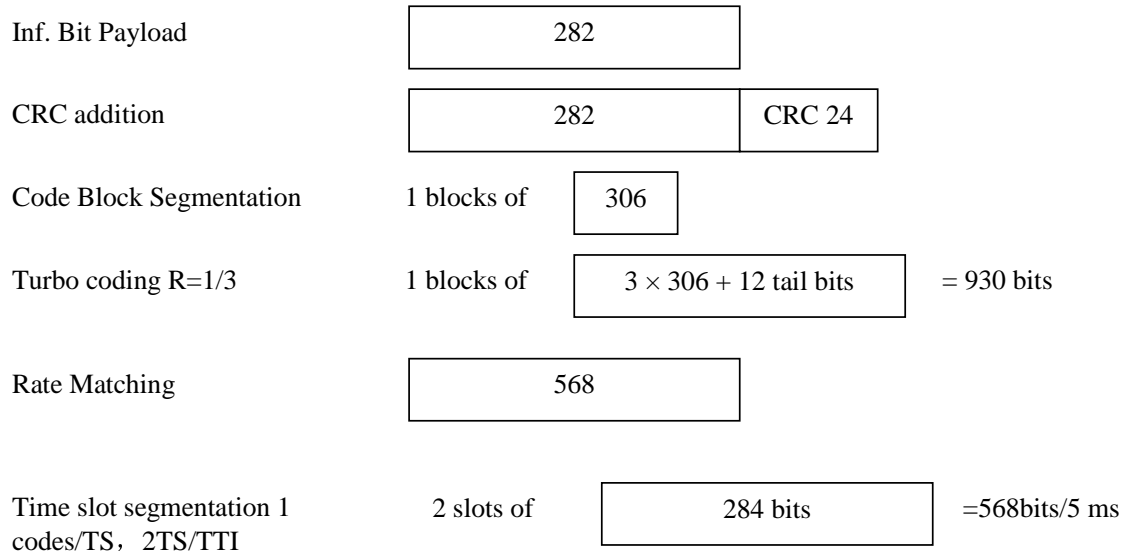 Inf. Bit Payload 282
CRC addition 282 CRC 24
Code Block Segmentation 1 blocks of 306
Turbo coding R=1/3 1 blocks of 3 × 306 + 12 tail bits = 930 bits
Rate Matching 568
Time slot segmentation 1 2 slots of 284 bits =568bits/5 ms
codes/TS，2TS/TTI